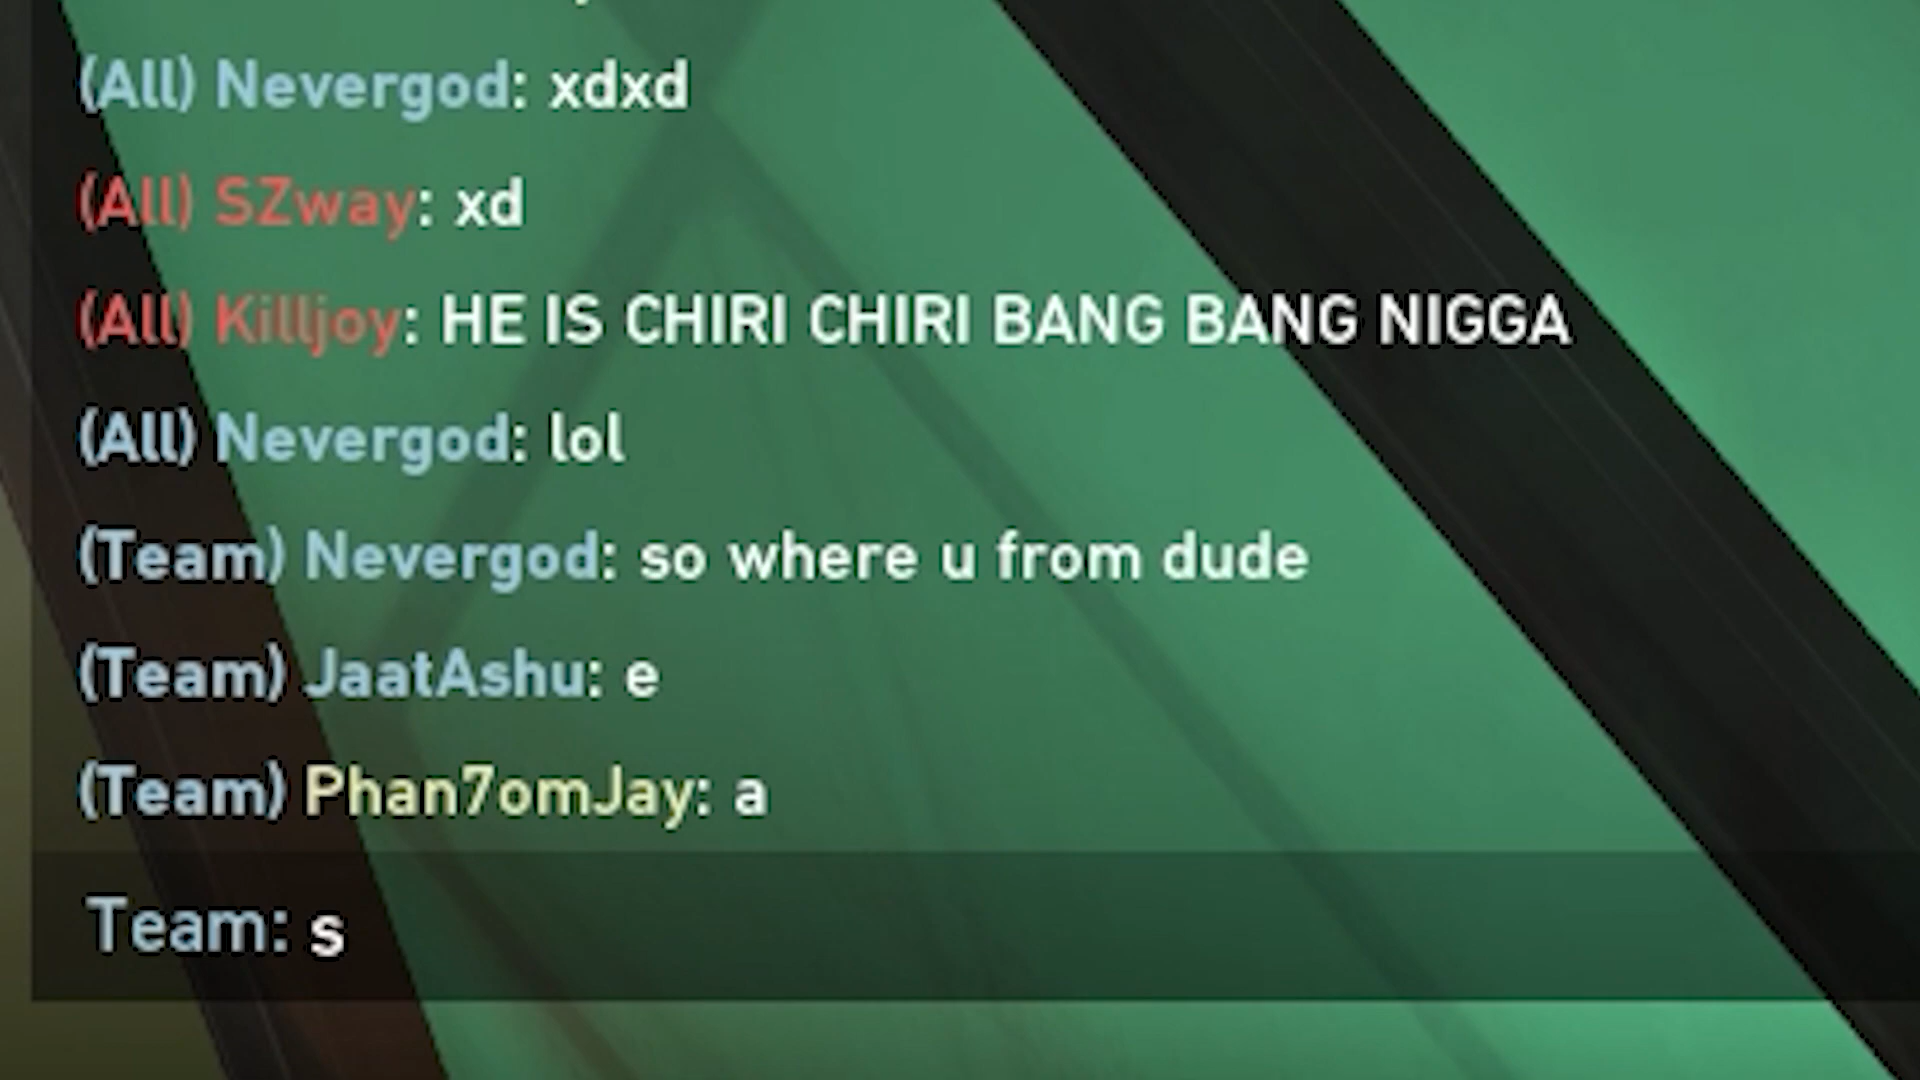 (All) Nevergod: xdxd
(All) SZway: xd
(All) Killjoy: HE IS CHIRI CHIRI BANG BANG NIGGA
(All) Nevergod: lol
(Team) Nevergod: so where u from dude
(Team) JaatAshu: e
(Team) Phan7omJay: a
Team: s